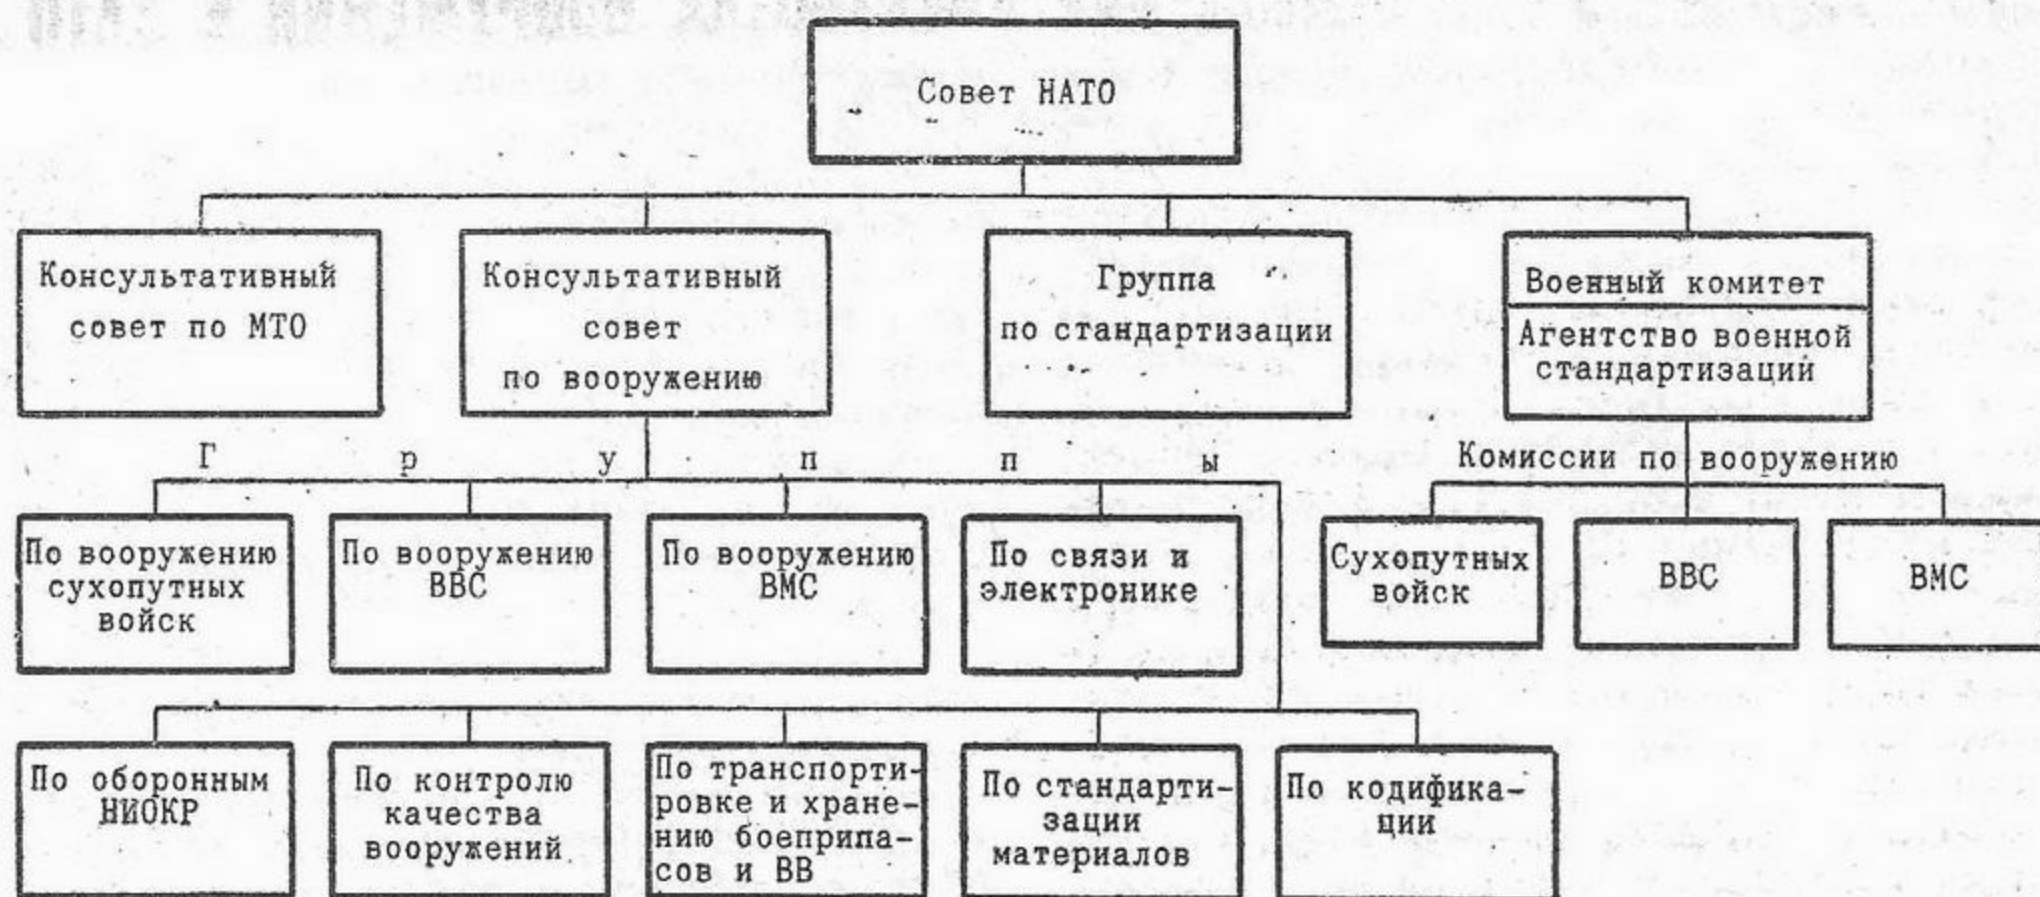 Совет НАТО
Консультативный
совет по МТО
Консультативный
совет
по вооружению
Группа
по стандартизации
Военный комитет
Агентство военной
стандартизаций
Группы
Комиссии по вооружению
По вооружению
сухопутных
войск
По вооружению
ВВС
По вооружению
ВМС
По связи и
электронике
Сухопутных
войск
ВВС
ВМС
По оборонным
НИОКР
По контролю
качества
вооружений
По транспорти-
ровке и хране-
нию боеприпа-
сов и ВВ
По стандарти-
зации
материалов
По кодифика-
ции